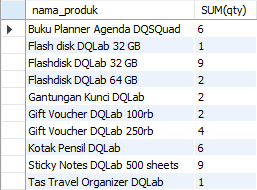 nama_produk SUM(qty)
Buku Planner Agenda DQSQuad 6
Flash disk DQLab 32 GB 1
Flashdisk DQLab 32 GB 9
Flashdisk DQLab 64 GB 2
Gantungan Kunci DQLab 2
Gift Voucher DQLab 100rb 2
Gift Voucher DQLab 250rb 4
Kotak Pensil DQLab 6
Sticky Notes DQLab 500 sheets 9
Tas Travel Organizer DQLab 1